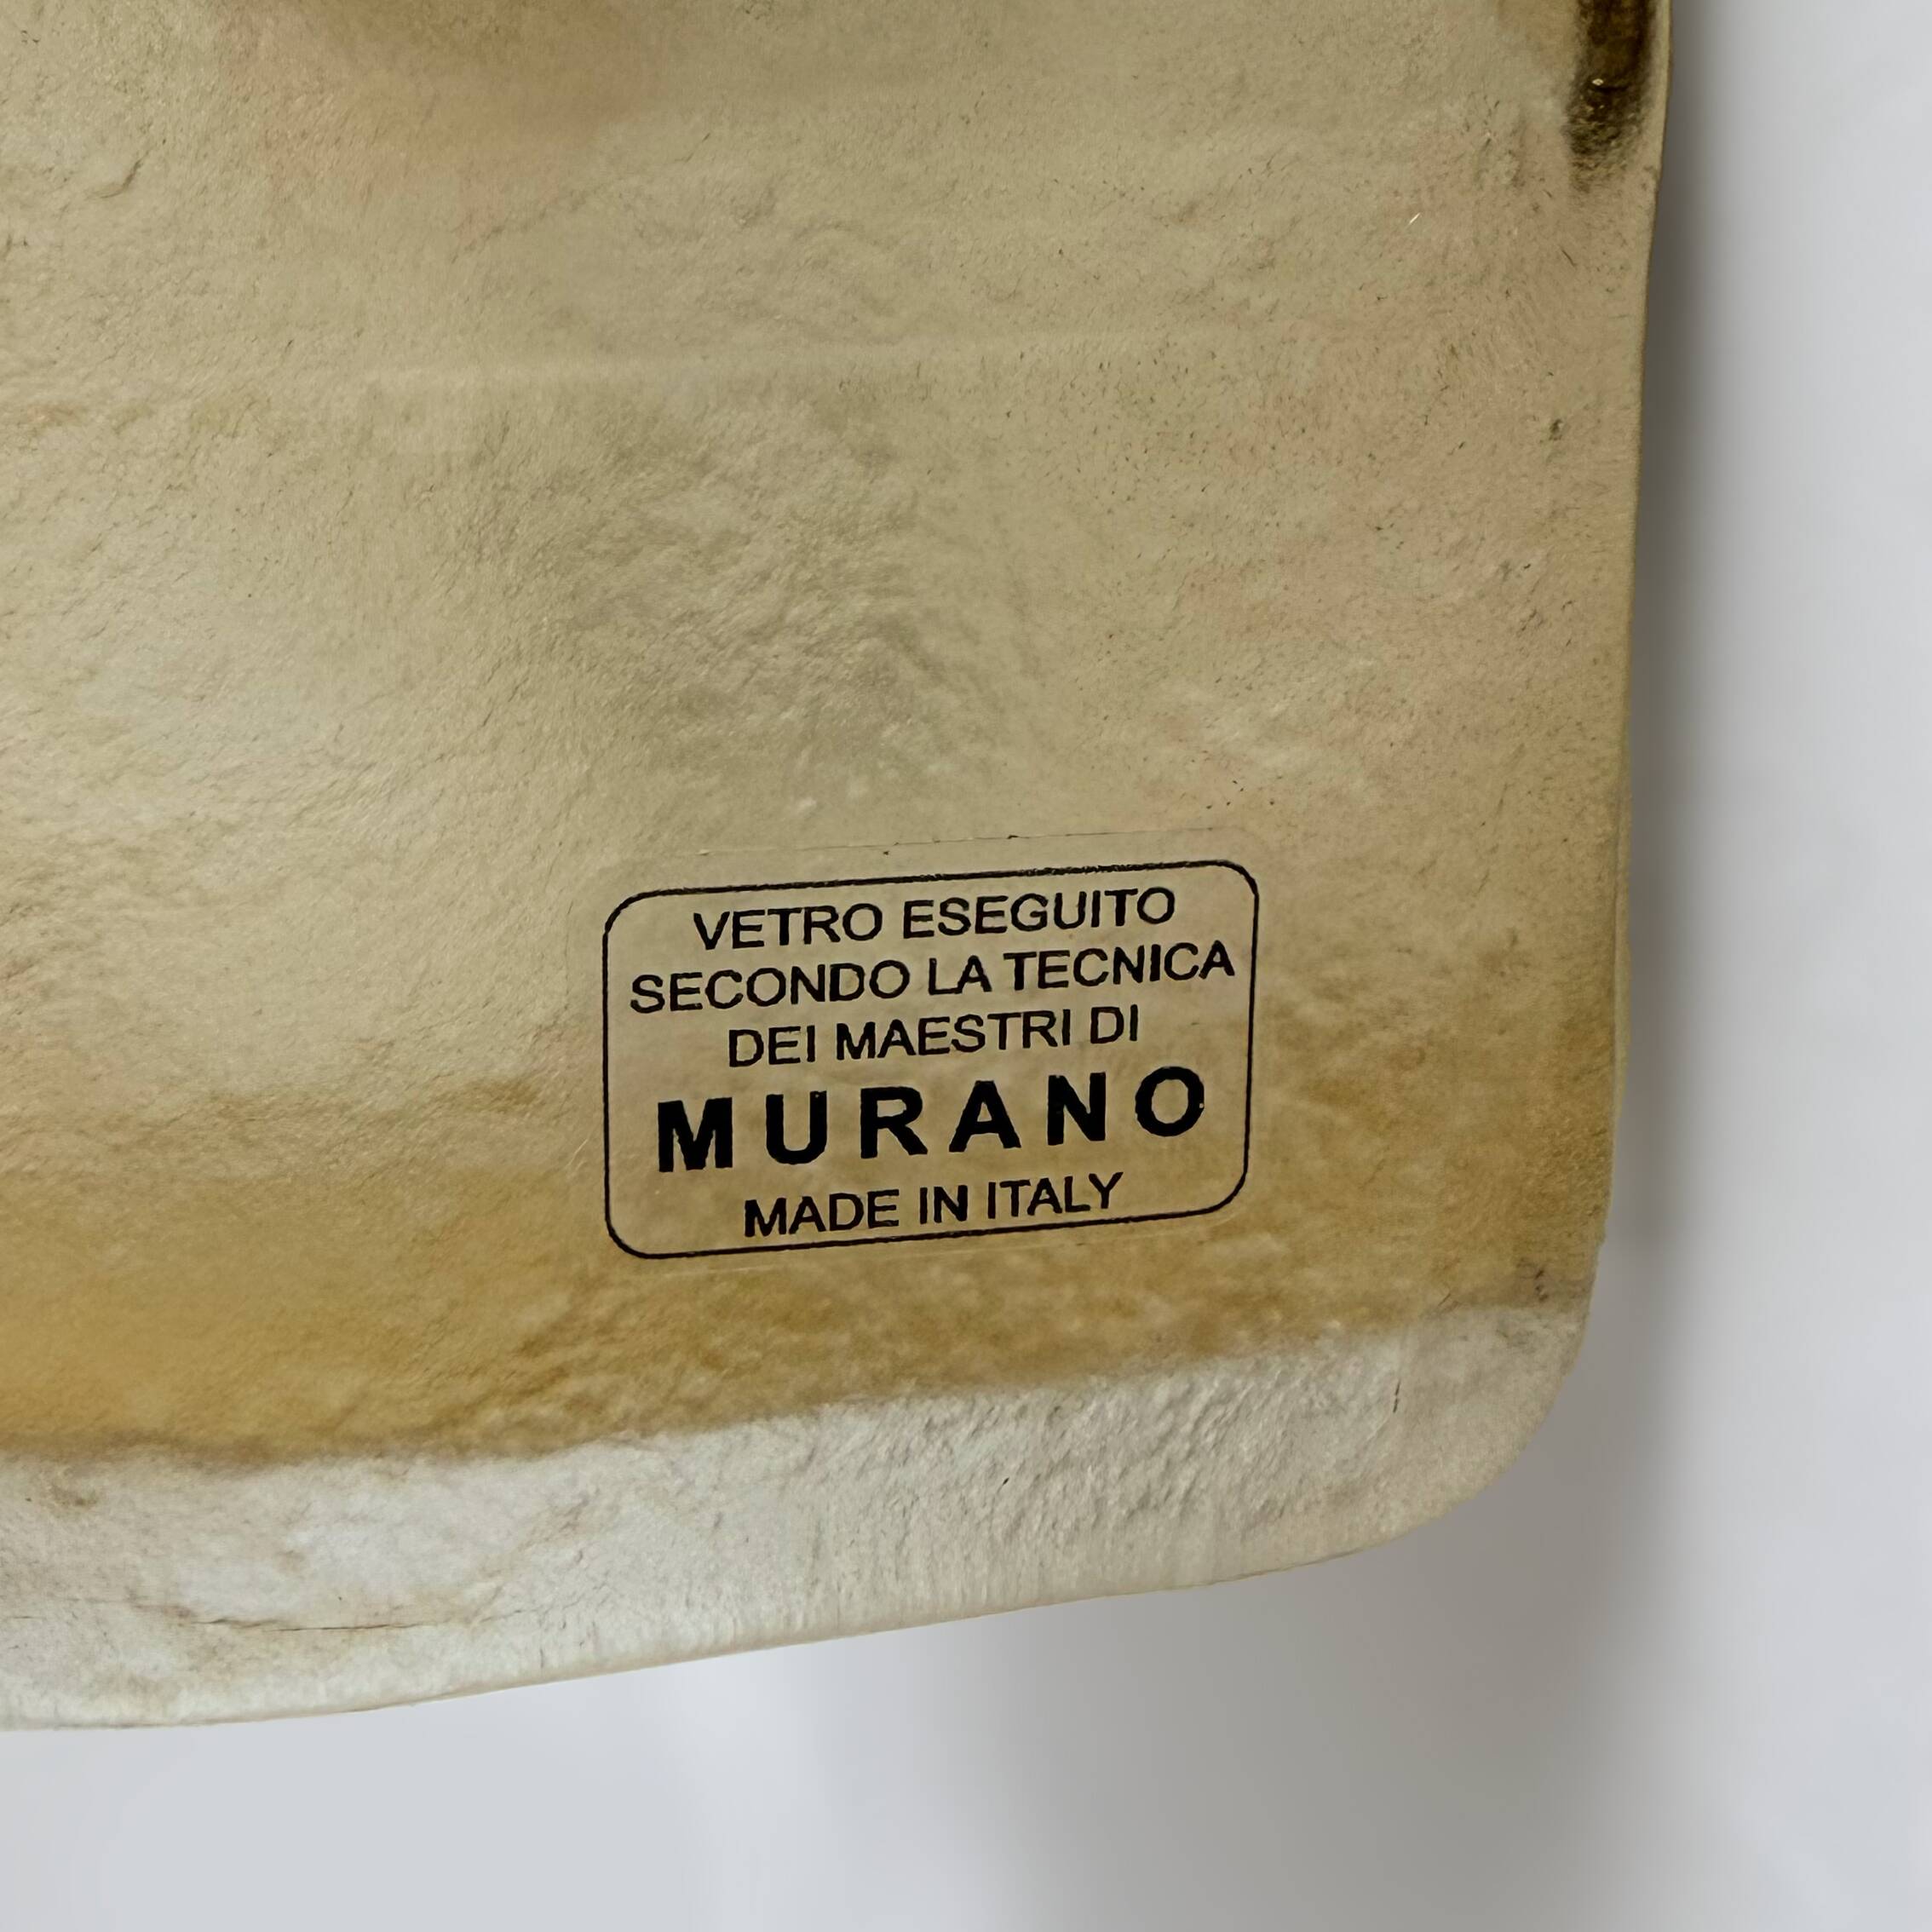 VETRO ESEGUITO
SECONDO LA TECNICA
DEI MAESTRI DI
MURANO
MADE IN ITALY